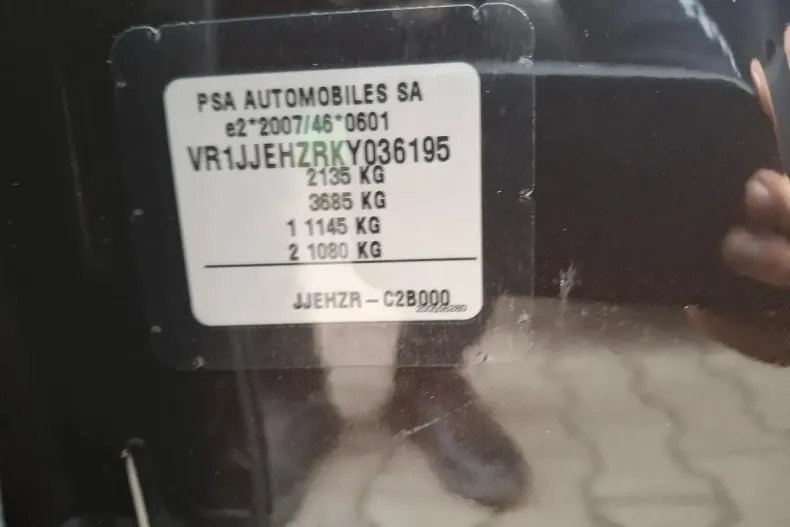 PSA AUTOMOBILES SA
e2*2007/46*0601
VR1JJEHZRKY036195
2135 KG
3685 KG
1 1145 KG
2 1080 KG
JJEHZR - C2B000